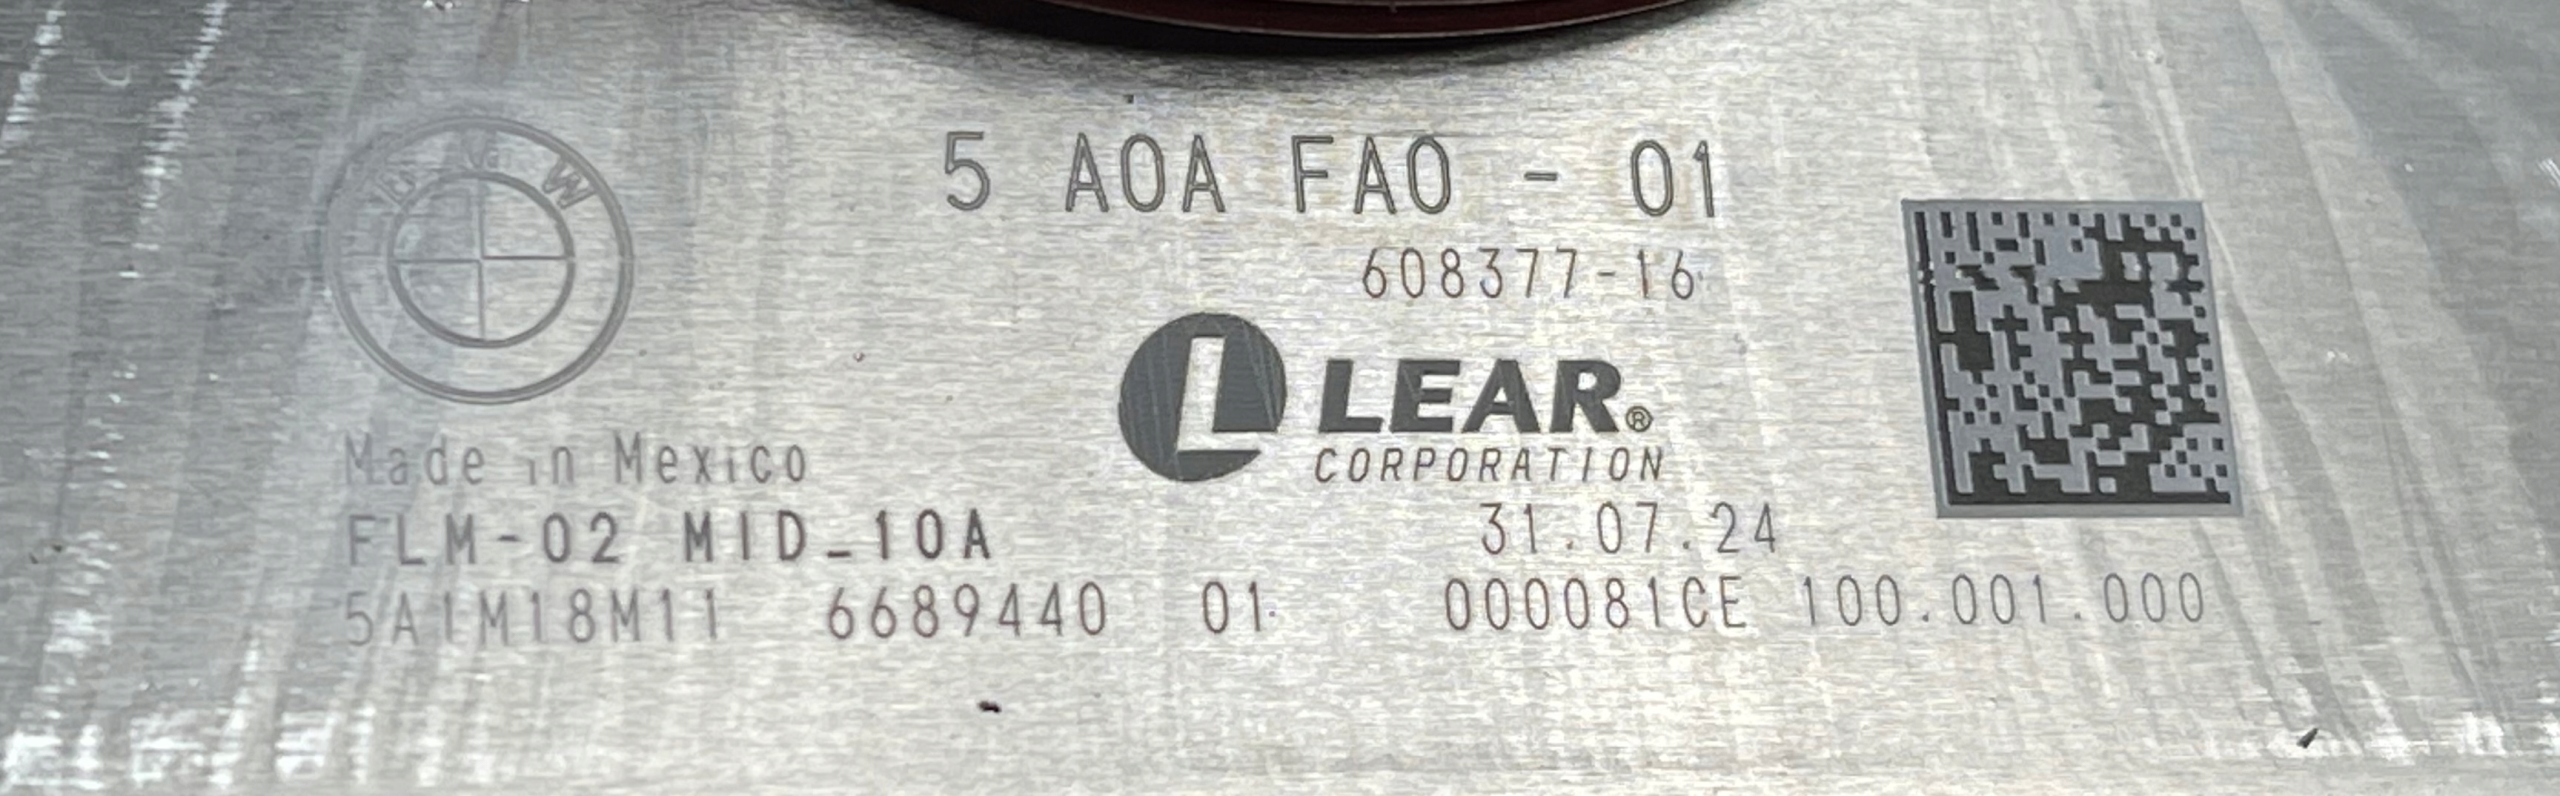 BMW
5 A0A FA0 - 01
608377-16
L LEAR®
CORPORATION
Made in Mexico
FLM-02 MID_10A
31.07.24
5A1M18M11 6689440 01 000081CE 100.001.000